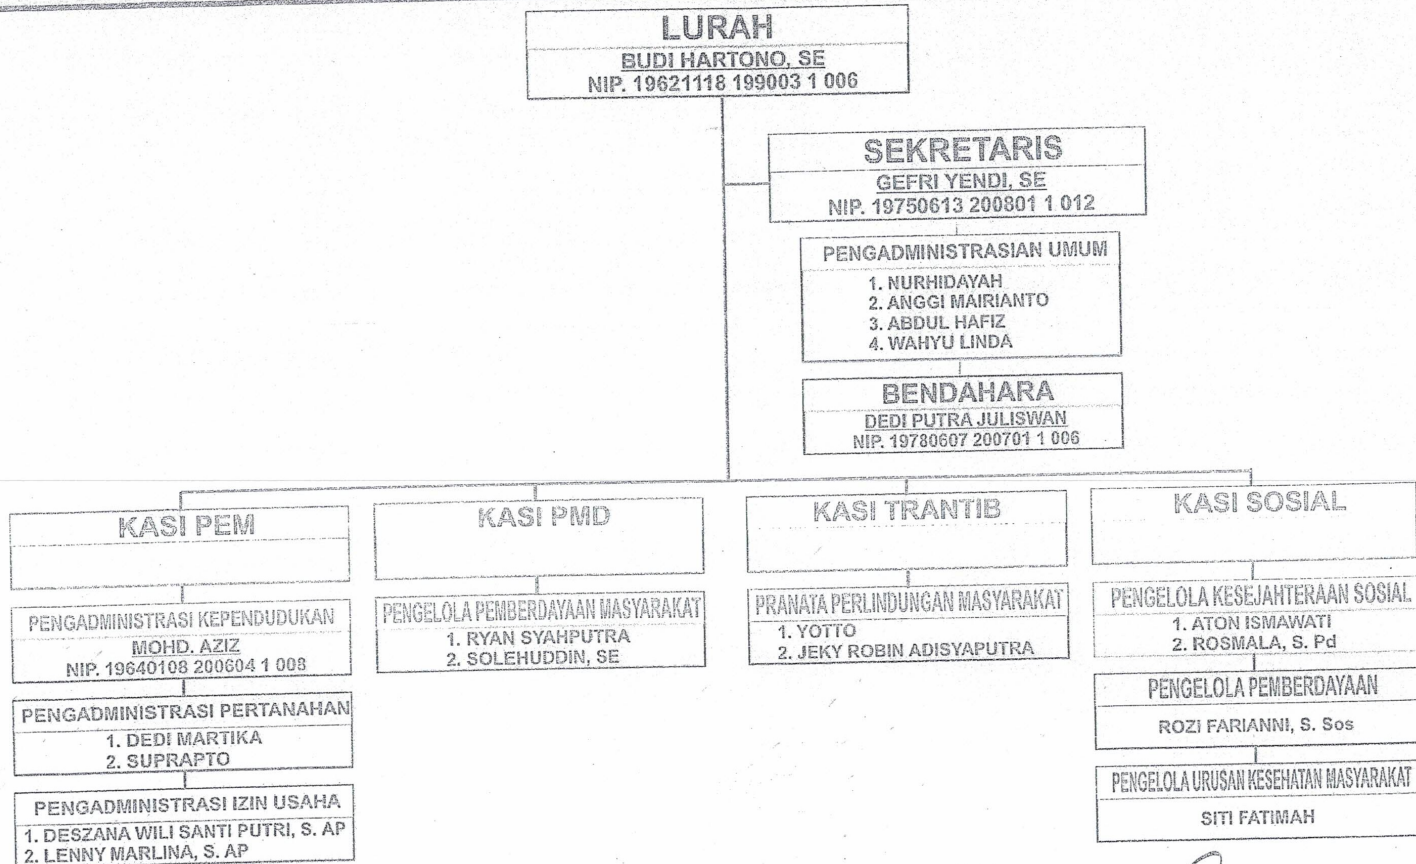 LURAH
BUDI HARTONO, SE
NIP. 19621118 199003 1 006
SEKRETARIS
GEFRI YENDI, SE
NIP. 19750613 200801 1 012
PENGADMINISTRASIAN UMUM
1. NURHIDAYAH
2. ANGGI MAIRIANTO
3. ABDUL HAFIZ
4. WAHYU LINDA
BENDAHARA
DEDI PUTRA JULISWAN
NIP. 19780607 200701 1 006
KASI PEM
PENGADMINISTRASI KEPENDUDUKAN
MOHD. AZIZ
NIP. 19640108 200604 1 008
PENGADMINISTRASI PERTANAHAN
1. DEDI MARTIKA
2. SUPRAPTO
PENGADMINISTRASI IZIN USAHA
1. DESZANA WILI SANTI PUTRI, S. AP
2. LENNY MARLINA, S. AP
KASI PMD
PENGELOLA PEMBERDAYAAN MASYARAKAT
1. RYAN SYAHPUTRA
2. SOLEHUDDIN, SE
KASI TRANTIB
PRANATA PERLINDUNGAN MASYARAKAT
1. YOTTO
2. JEKY ROBIN ADISYAPUTRA
KASI SOSIAL
PENGELOLA KESEJAHTERAAN SOSIAL
1. ATON ISMAWATI
2. ROSMALA, S. Pd
PENGELOLA PEMBERDAYAAN
ROZI FARIANNI, S. Sos
PENGELOLA URUSAN KESEHATAN MASYARAKAT
SITI FATIMAH